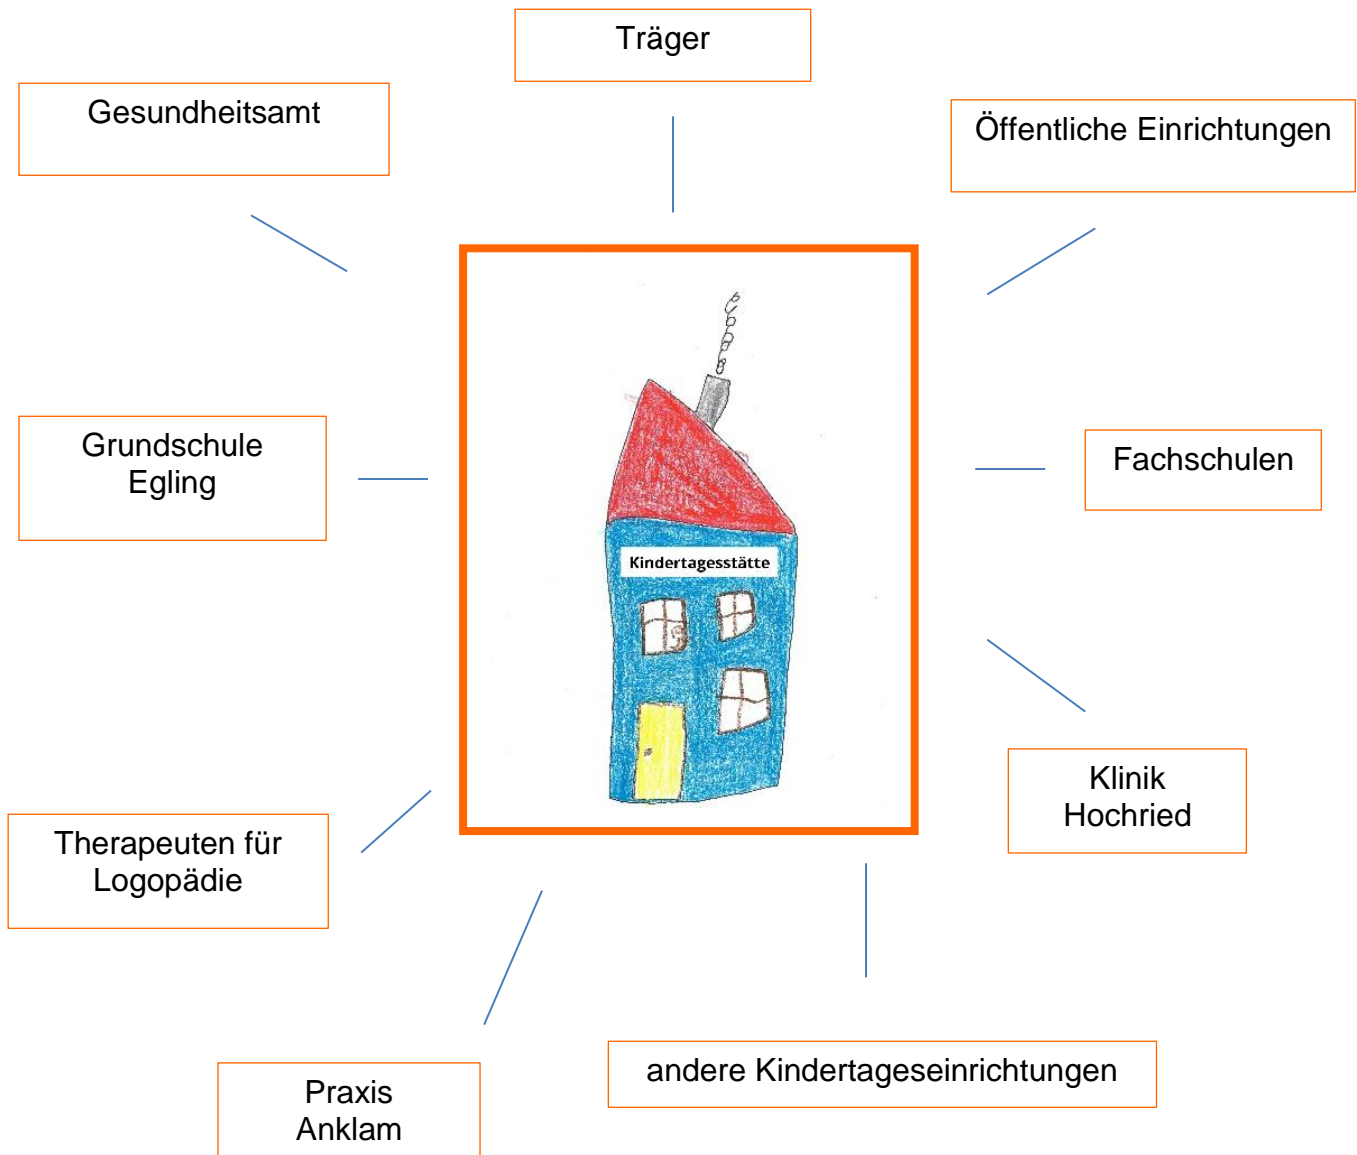 Träger
Gesundheitsamt
Öffentliche Einrichtungen
Grundschule
Egling
Fachschulen
Kindertagesstätte
Klinik
Hochried
Therapeuten für
Logopädie
andere Kindertageseinrichtungen
Praxis
Anklam